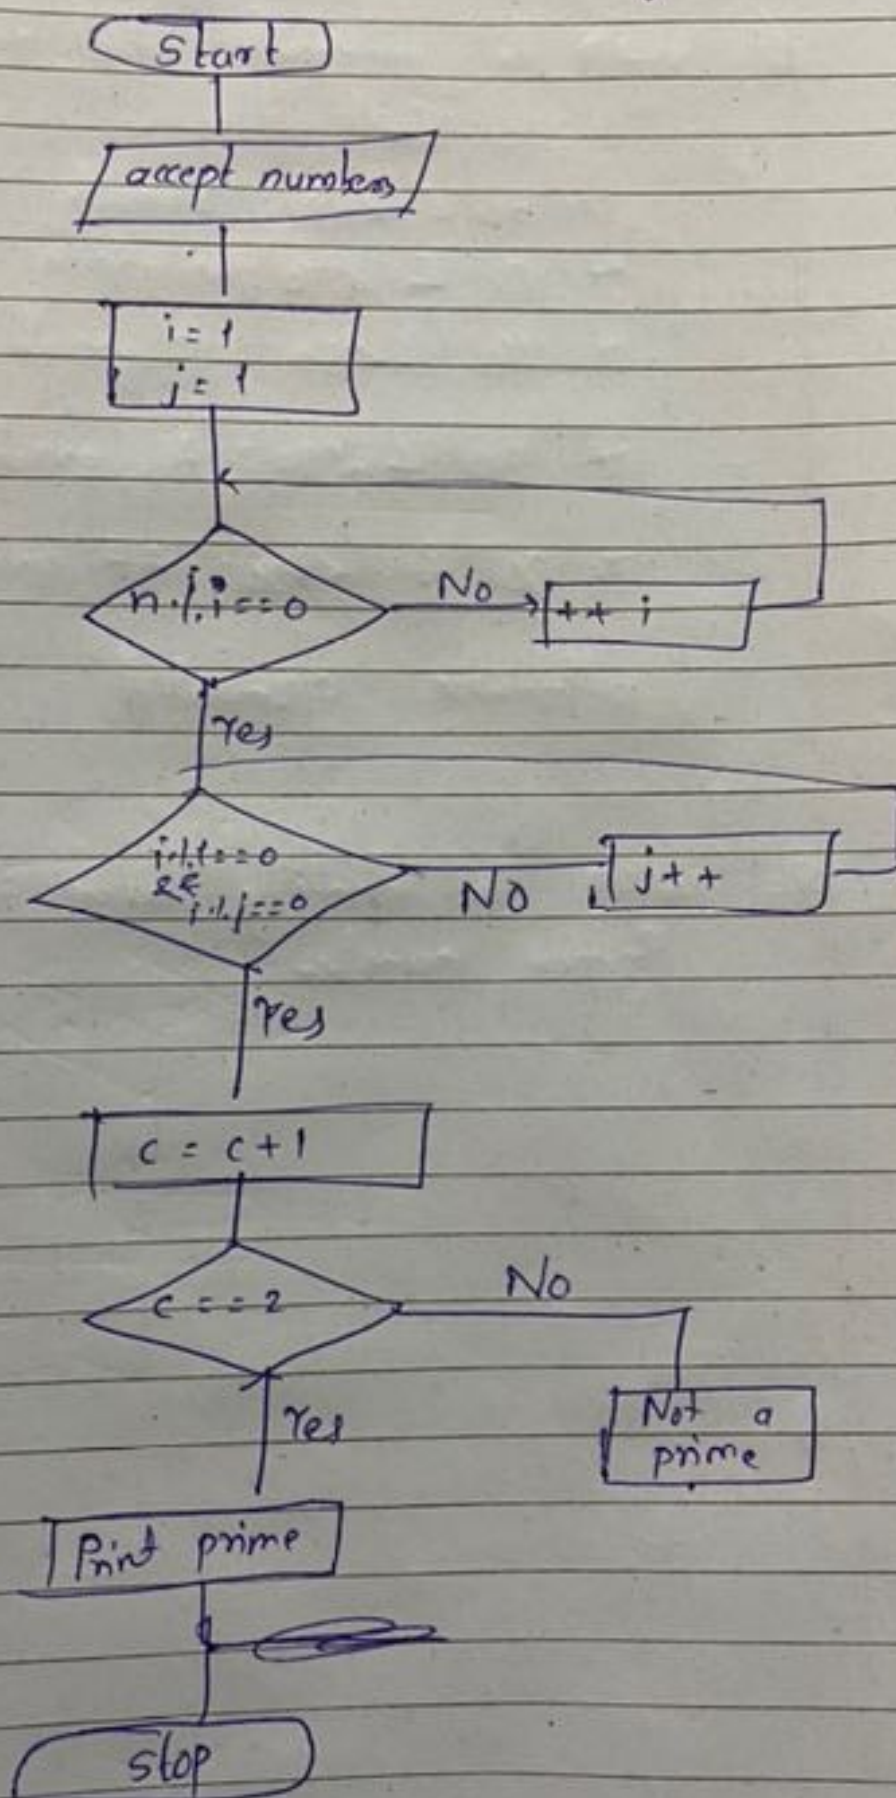 Start
accept numbers
i = 1
j = 1
n % i == 0
No
++ i
Yes
i % 1 == 0
&&
i % j == 0
No
j++
Yes
c = c + 1
c == 2
No
Yes
Not a
prime
Print prime
Stop